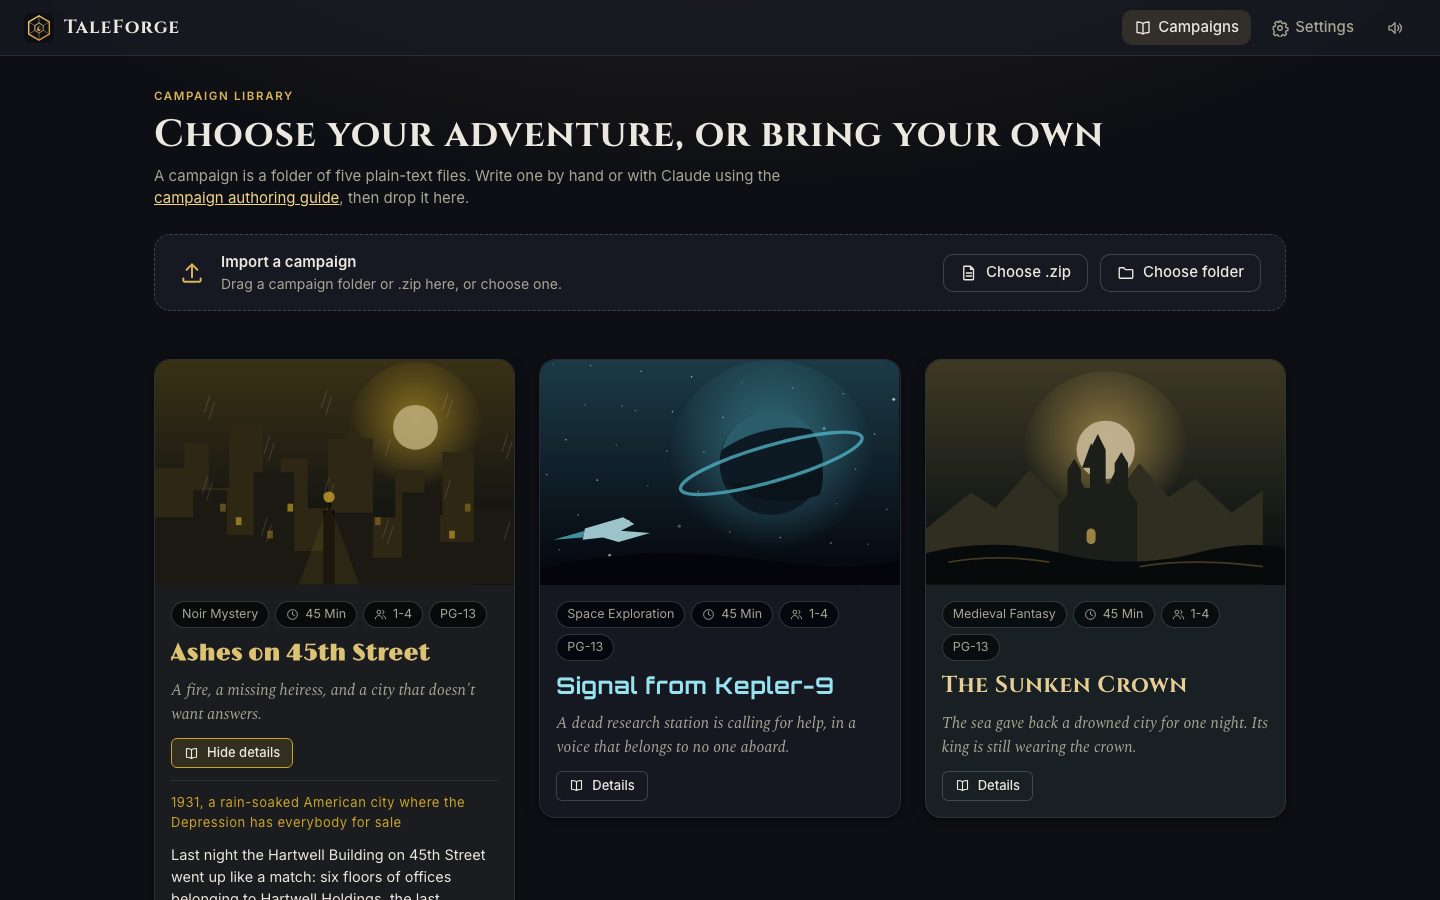 TaleForge
Campaigns
Settings
CAMPAIGN LIBRARY
Choose your adventure, or bring your own
A campaign is a folder of five plain-text files. Write one by hand or with Claude using the
campaign authoring guide, then drop it here.
Import a campaign
Drag a campaign folder or .zip here, or choose one.
Choose .zip
Choose folder
Noir Mystery
45 Min
1-4
PG-13
Ashes on 45th Street
A fire, a missing heiress, and a city that doesn't
want answers.
Hide details
1931, a rain-soaked American city where the
Depression has everybody for sale
Last night the Hartwell Building on 45th Street
went up like a match: six floors of offices
belonging to Hartwell Holdings, the last
Space Exploration
45 Min
1-4
PG-13
Signal from Kepler-9
A dead research station is calling for help, in a
voice that belongs to no one aboard.
Details
Medieval Fantasy
45 Min
1-4
PG-13
The Sunken Crown
The sea gave back a drowned city for one night. Its
king is still wearing the crown.
Details